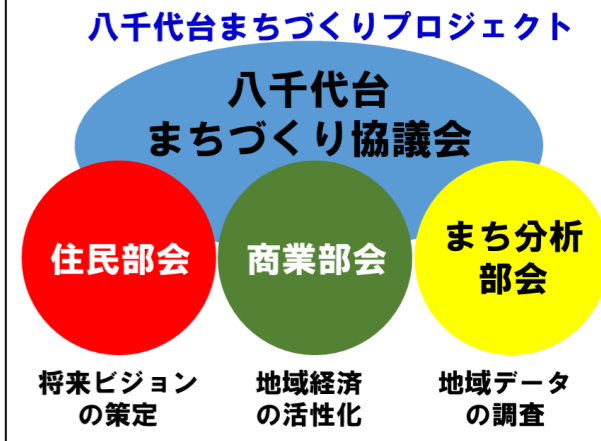 八千代台まちづくりプロジェクト
八千代台
まちづくり協議会
住民部会
商業部会
まち分析
部会
将来ビジョン
の策定
地域経済
の活性化
地域データ
の調査